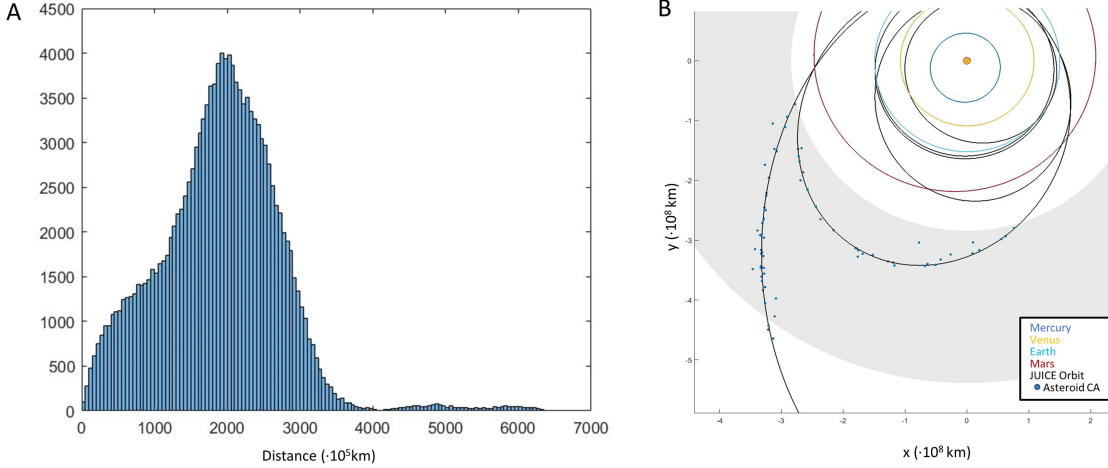 A
4500
4000
3500
3000
2500
2000
1500
1000
500
0
0 1000 2000 3000 4000 5000 6000 7000
Distance (·10⁵km)
B
0
-1
-2
-3
-4
-5
y (·10⁸ km)
-4 -3 -2 -1 0 1 2
x (·10⁸ km)
Mercury
Venus
Earth
Mars
JUICE Orbit
Asteroid CA